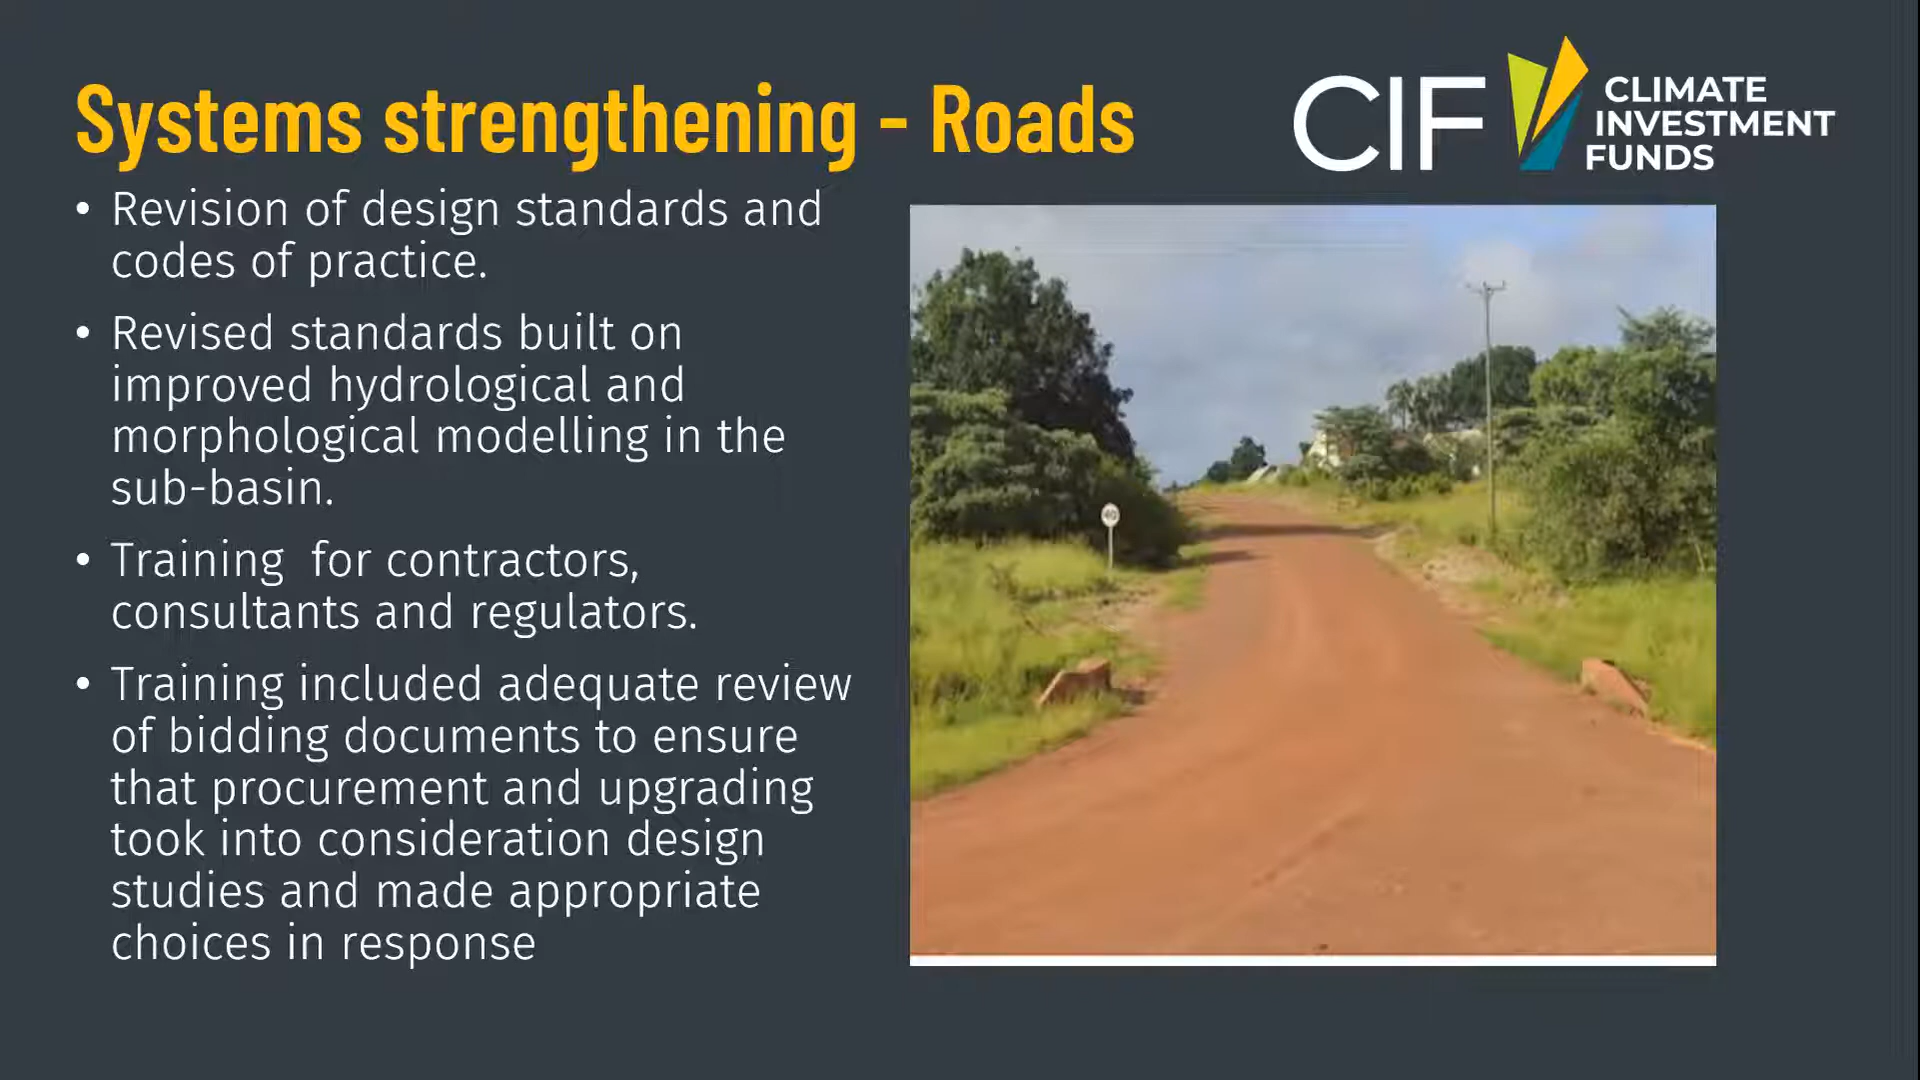 Systems strengthening - Roads
CIF
CLIMATE
INVESTMENT
FUNDS
• Revision of design standards and
codes of practice.
• Revised standards built on
improved hydrological and
morphological modelling in the
sub-basin.
• Training  for contractors,
consultants and regulators.
• Training included adequate review
of bidding documents to ensure
that procurement and upgrading
took into consideration design
studies and made appropriate
choices in response
40